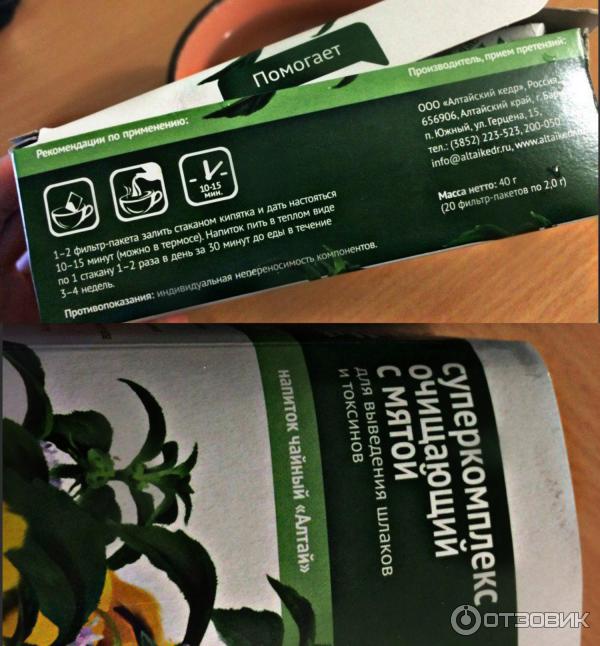 Помогает
Рекомендации по применению:
10-15
мин.
1–2 фильтр-пакета залить стаканом кипятка и дать настояться
10–15 минут (можно в термосе). Напиток пить в теплом виде
по 1 стакану 1–2 раза в день за 30 минут до еды в течение
3–4 недель.
Противопоказания: индивидуальная непереносимость компонентов.
Производитель, прием претензий:
ООО «Алтайский кедр», Россия,
656906, Алтайский край, г.
п. Южный, ул. Герцена, 15,
тел.: (3852) 223-523, 200-050
info@altaikedr.ru,
Масса нетто: 40 г
(20 фильтр-пакетов по 2,0 г)
суперкомплекс
очищающий
с мятой
для выведения шлаков
и токсинов
напиток чайный «Алтай»
ОТЗОВИК